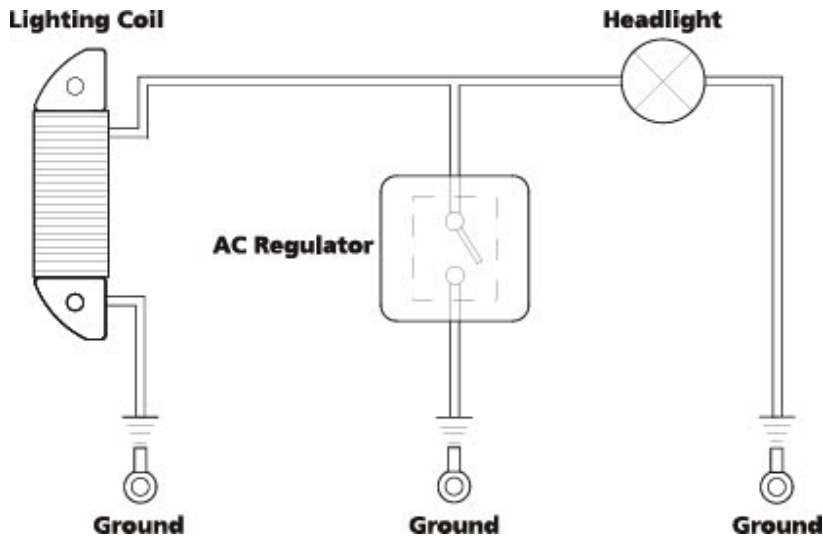 Lighting Coil
Headlight
AC Regulator
Ground
Ground
Ground